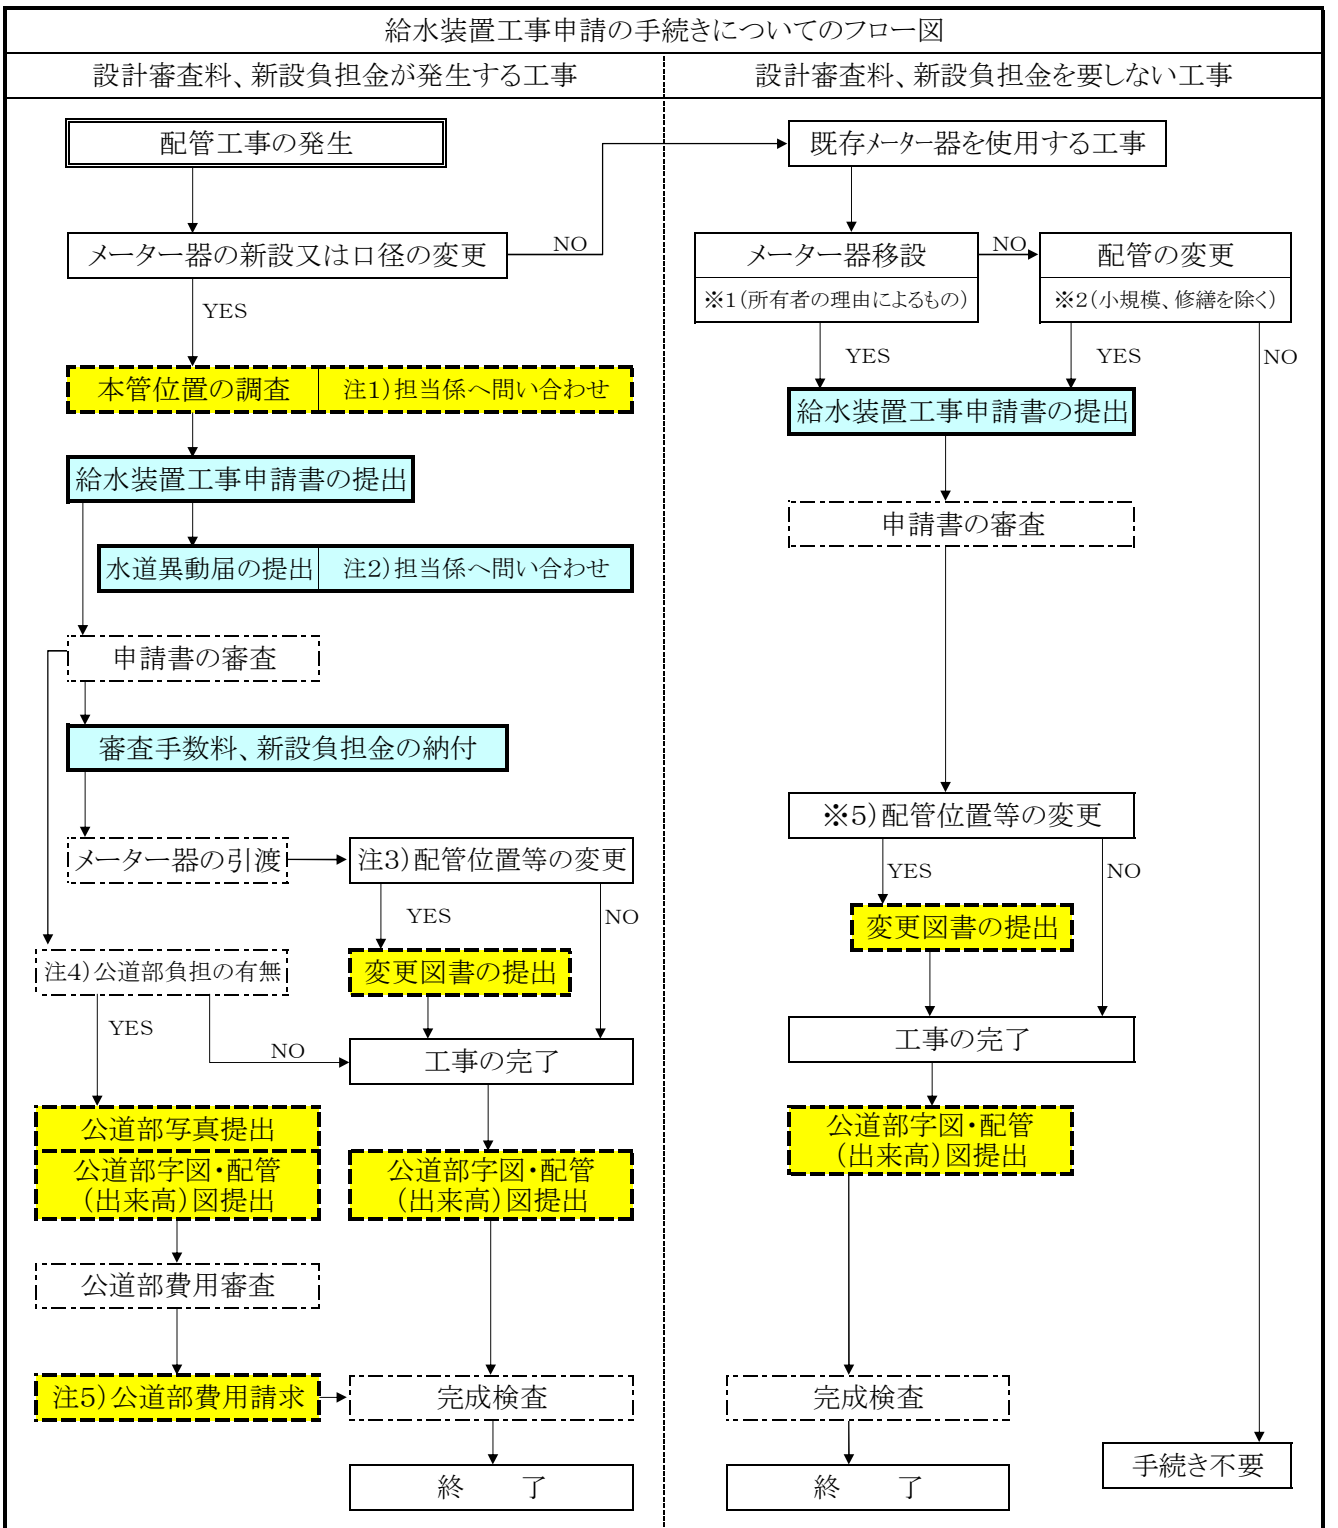 給水装置工事申請の手続きについてのフロー図
設計審査料、新設負担金が発生する工事
設計審査料、新設負担金を要しない工事
配管工事の発生
メーター器の新設又は口径の変更
NO
YES
本管位置の調査 注1)担当係へ問い合わせ
給水装置工事申請書の提出
水道異動届の提出 注2)担当係へ問い合わせ
申請書の審査
審査手数料、新設負担金の納付
メーター器の引渡
注3)配管位置等の変更
YES
NO
変更図書の提出
注4)公道部負担の有無
YES
NO
工事の完了
公道部写真提出
公道部字図・配管
(出来高)図提出
公道部字図・配管
(出来高)図提出
公道部費用審査
注5)公道部費用請求
完成検査
終 了
既存メーター器を使用する工事
メーター器移設
※1(所有者の理由によるもの)
NO
配管の変更
※2(小規模、修繕を除く)
YES
YES
NO
給水装置工事申請書の提出
申請書の審査
※5)配管位置等の変更
YES
NO
変更図書の提出
工事の完了
公道部字図・配管
(出来高)図提出
完成検査
終 了
手続き不要